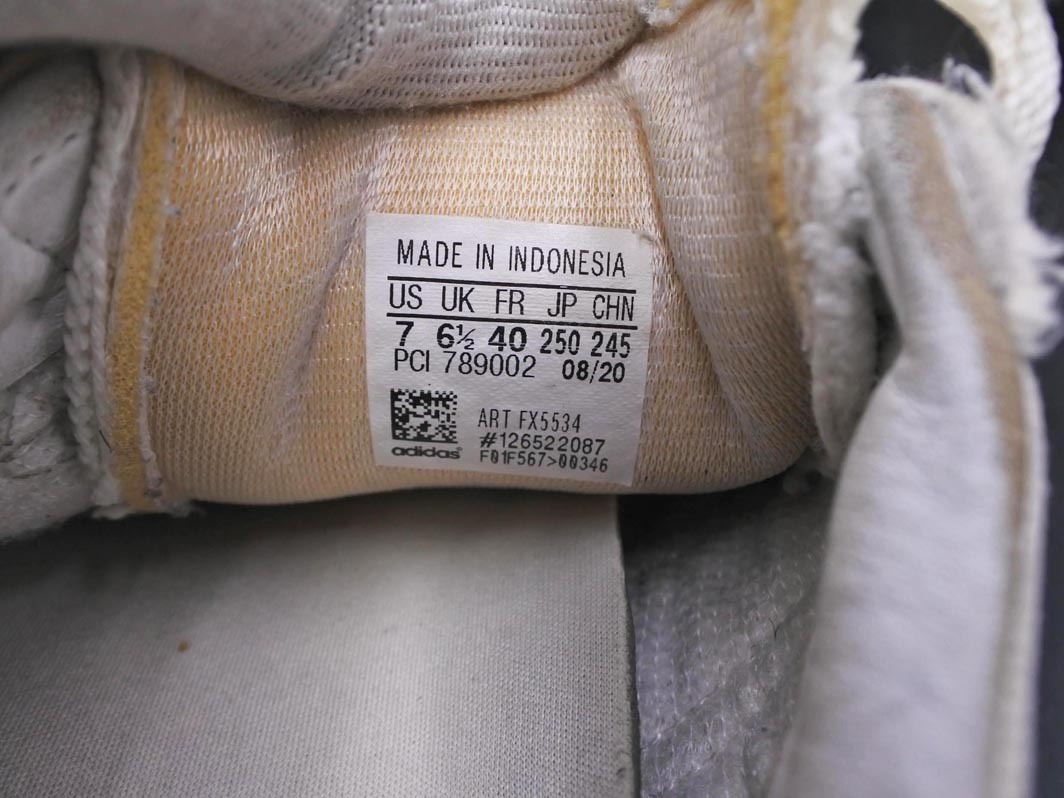 MADE IN INDONESIA
US UK FR JP CHN
7 6½ 40 250 245
PCI 789002 08/20
ART FX5534
#126522087
adidas F01F567>00346